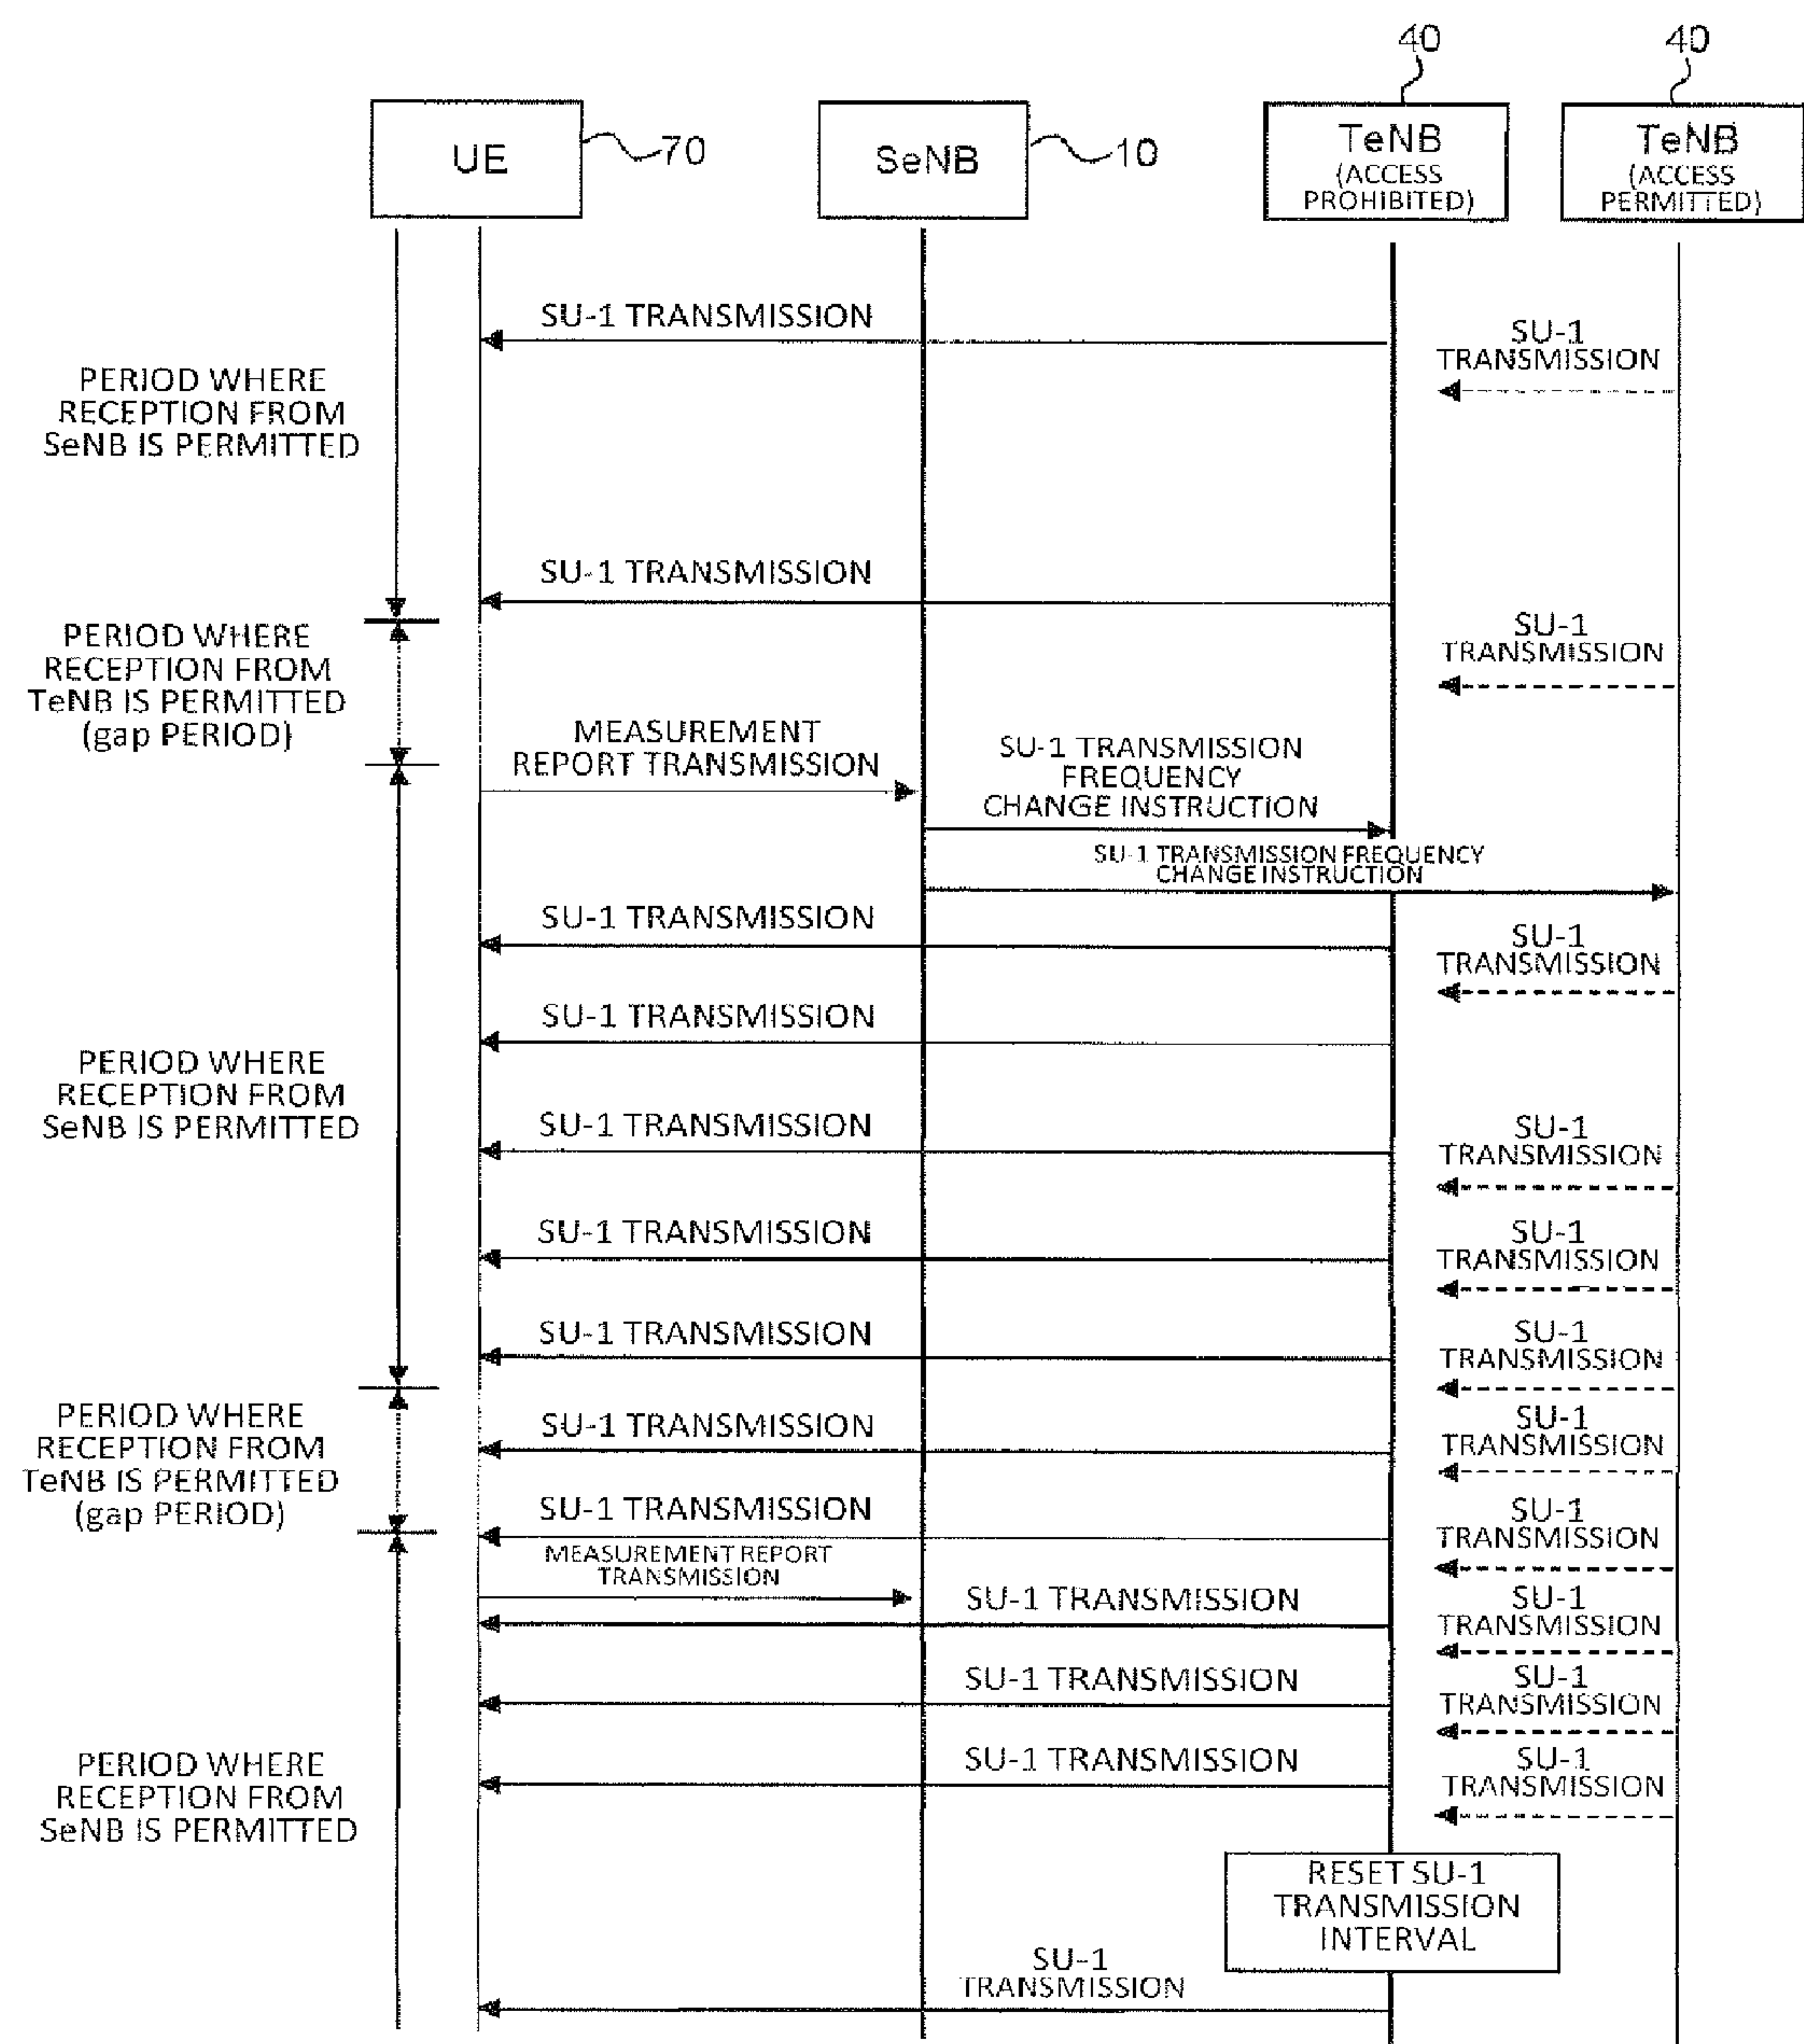 40
40
UE
70
SeNB
10
TeNB
(ACCESS
PROHIBITED)
TeNB
(ACCESS
PERMITTED)
SU-1 TRANSMISSION
SU-1
TRANSMISSION
PERIOD WHERE
RECEPTION FROM
SeNB IS PERMITTED
SU-1 TRANSMISSION
SU-1
TRANSMISSION
PERIOD WHERE
RECEPTION FROM
TeNB IS PERMITTED
(gap PERIOD)
MEASUREMENT
REPORT TRANSMISSION
SU-1 TRANSMISSION
FREQUENCY
CHANGE INSTRUCTION
SU-1 TRANSMISSION FREQUENCY
CHANGE INSTRUCTION
SU-1 TRANSMISSION
SU-1
TRANSMISSION
SU-1 TRANSMISSION
PERIOD WHERE
RECEPTION FROM
SeNB IS PERMITTED
SU-1 TRANSMISSION
SU-1
TRANSMISSION
SU-1 TRANSMISSION
SU-1
TRANSMISSION
SU-1 TRANSMISSION
SU-1
TRANSMISSION
PERIOD WHERE
RECEPTION FROM
TeNB IS PERMITTED
(gap PERIOD)
SU-1 TRANSMISSION
SU-1
TRANSMISSION
SU-1 TRANSMISSION
SU-1
TRANSMISSION
MEASUREMENT REPORT
TRANSMISSION
SU-1 TRANSMISSION
SU-1
TRANSMISSION
SU-1 TRANSMISSION
SU-1
TRANSMISSION
PERIOD WHERE
RECEPTION FROM
SeNB IS PERMITTED
SU-1 TRANSMISSION
SU-1
TRANSMISSION
RESET SU-1
TRANSMISSION
INTERVAL
SU-1
TRANSMISSION